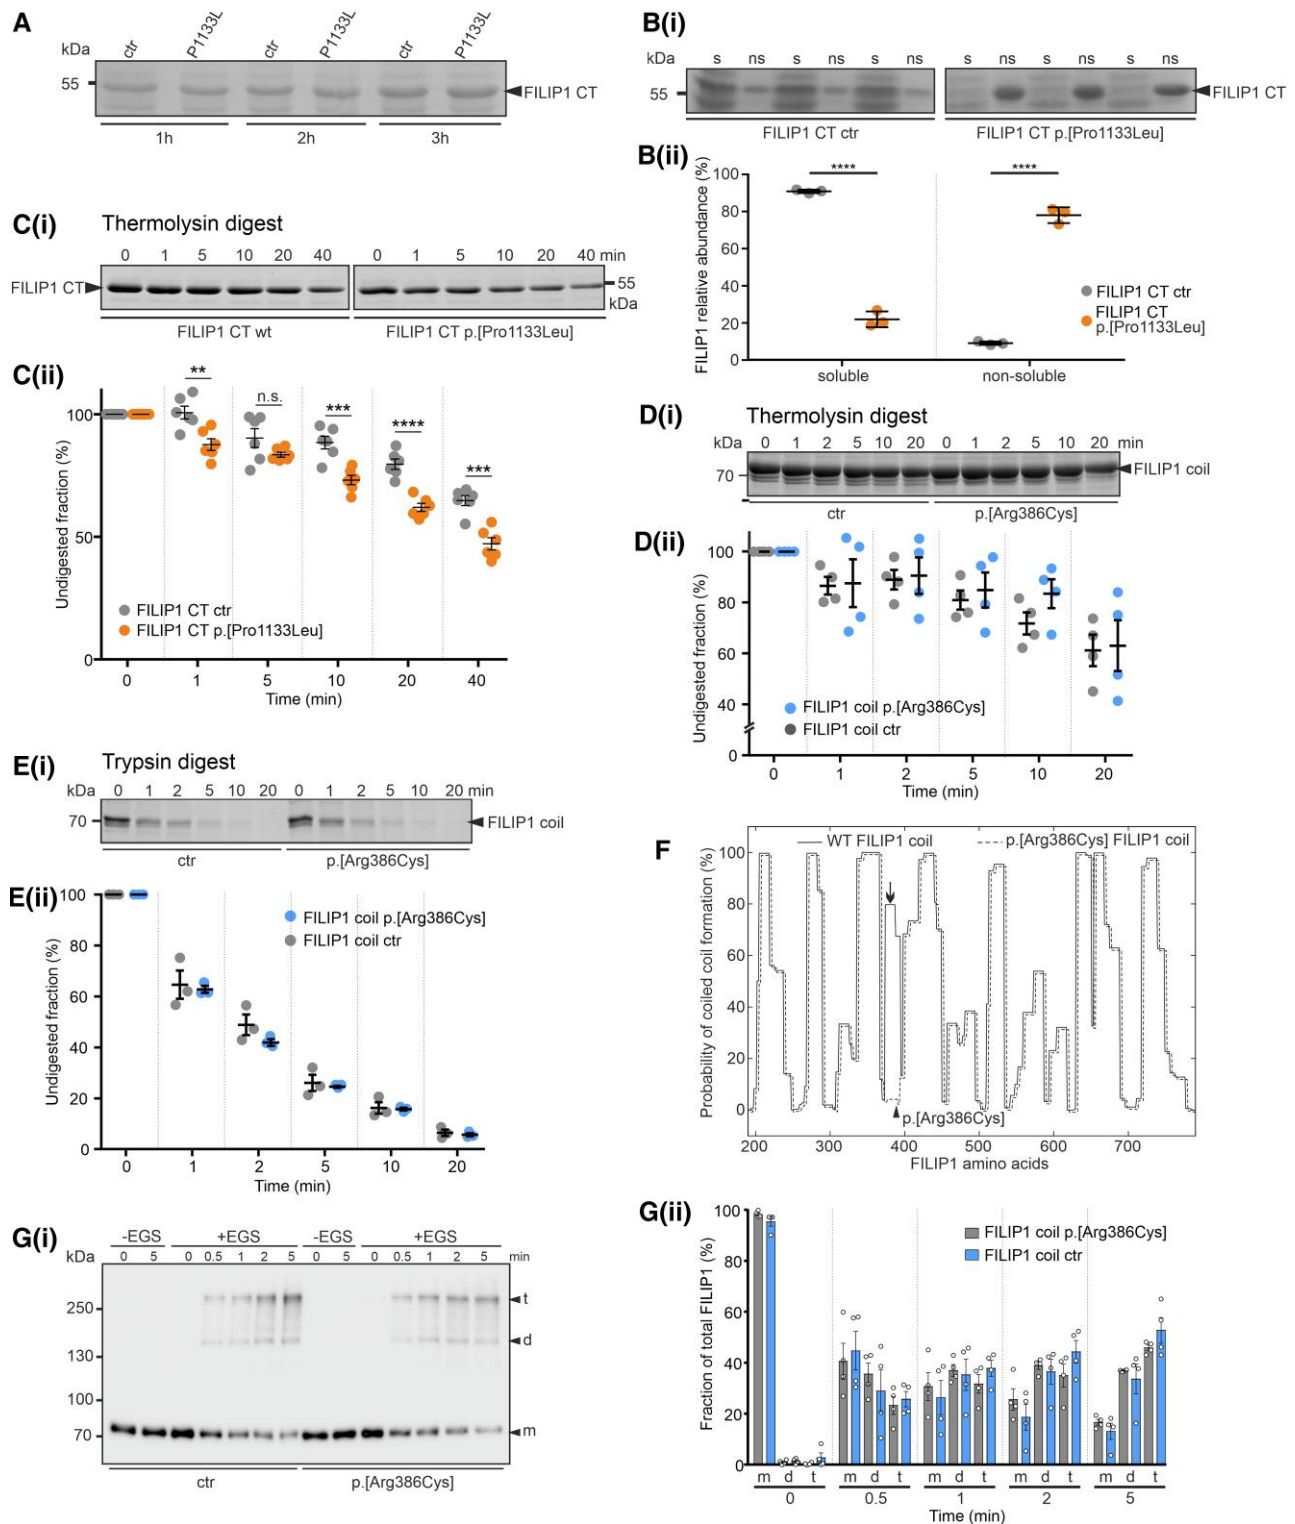 A
kDa
ctr
P1133L
ctr
P1133L
ctr
P1133L
55
FILIP1 CT
1h 2h 3h
B(i)
kDa
s ns s ns s ns s ns s ns s ns
55
FILIP1 CT
FILIP1 CT ctr FILIP1 CT p.[Pro1133Leu]
B(ii)
FILIP1 relative abundance (%)
100
80
60
40
20
0
**** ****
FILIP1 CT ctr
FILIP1 CT
p.[Pro1133Leu]
soluble non-soluble
C(i) Thermolysin digest
0 1 5 10 20 40 0 1 5 10 20 40 min
FILIP1 CT
55
kDa
FILIP1 CT wt FILIP1 CT p.[Pro1133Leu]
C(ii)
Undigested fraction (%)
100
50
0
** n.s. *** **** ***
FILIP1 CT ctr
FILIP1 CT p.[Pro1133Leu]
0 1 5 10 20 40
Time (min)
D(i) Thermolysin digest
kDa 0 1 2 5 10 20 0 1 2 5 10 20 min
70
FILIP1 coil
ctr p.[Arg386Cys]
D(ii)
Undigested fraction (%)
100
80
60
40
0
FILIP1 coil p.[Arg386Cys]
FILIP1 coil ctr
0 1 2 5 10 20
Time (min)
E(i) Trypsin digest
kDa 0 1 2 5 10 20 0 1 2 5 10 20 min
70
FILIP1 coil
ctr p.[Arg386Cys]
E(ii)
Undigested fraction (%)
100
80
60
40
20
0
FILIP1 coil p.[Arg386Cys]
FILIP1 coil ctr
0 1 2 5 10 20
Time (min)
F
Probability of coiled coil formation (%)
100
80
60
40
20
0
WT FILIP1 coil p.[Arg386Cys] FILIP1 coil
p.[Arg386Cys]
200 300 400 500 600 700
FILIP1 amino acids
G(i)
-EGS +EGS -EGS +EGS
kDa 0 5 0 0.5 1 2 5 0 5 0 0.5 1 2 5 min
250
130
100
70
t
d
m
ctr p.[Arg386Cys]
G(ii)
Fraction of total FILIP1 (%)
100
80
60
40
20
0
FILIP1 coil p.[Arg386Cys]
FILIP1 coil ctr
m d t m d t m d t m d t m d t
0 0.5 1 2 5
Time (min)